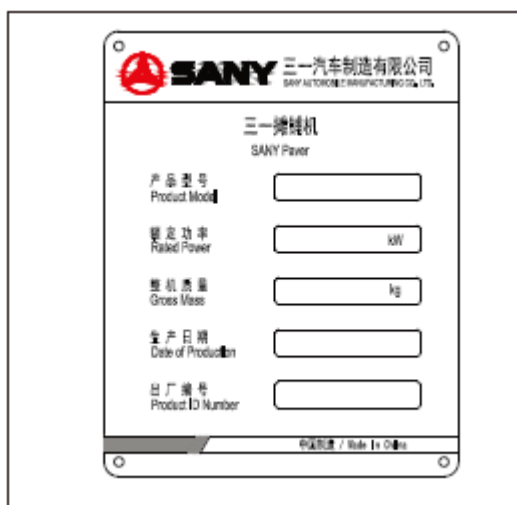 SANY 三一汽车制造有限公司
SANY AUTOMOBILE MANUFACTURING CO., LTD.
三一摊铺机
SANY Paver
产品型号
Product Model
额定功率 kW
Rated Power
整机质量 kg
Gross Mass
生产日期
Date of Production
出厂编号
Product ID Number
中国制造 / Made In China